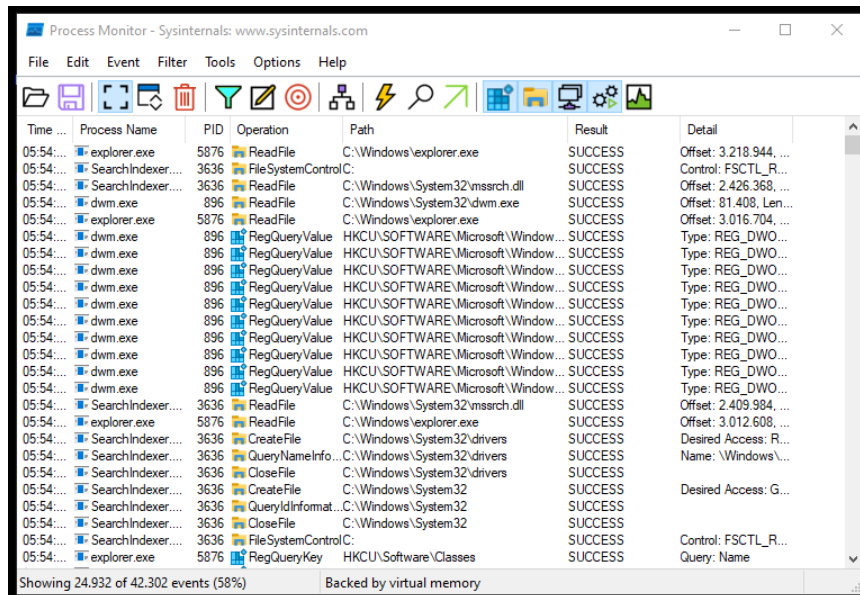 Process Monitor - Sysinternals: www.sysinternals.com
File Edit Event Filter Tools Options Help
Time ... Process Name PID Operation Path Result Detail
05:54:... explorer.exe 5876 ReadFile C:\Windows\explorer.exe SUCCESS Offset: 3.218.944, ...
05:54:... SearchIndexer.... 3636 FileSystemControl C: SUCCESS Control: FSCTL_R...
05:54:... SearchIndexer.... 3636 ReadFile C:\Windows\System32\mssrch.dll SUCCESS Offset: 2.426.368, ...
05:54:... dwm.exe 896 ReadFile C:\Windows\System32\dwm.exe SUCCESS Offset: 81.408, Len...
05:54:... explorer.exe 5876 ReadFile C:\Windows\explorer.exe SUCCESS Offset: 3.016.704, ...
05:54:... dwm.exe 896 RegQueryValue HKCU\SOFTWARE\Microsoft\Window... SUCCESS Type: REG_DWO...
05:54:... dwm.exe 896 RegQueryValue HKCU\SOFTWARE\Microsoft\Window... SUCCESS Type: REG_DWO...
05:54:... dwm.exe 896 RegQueryValue HKCU\SOFTWARE\Microsoft\Window... SUCCESS Type: REG_DWO...
05:54:... dwm.exe 896 RegQueryValue HKCU\SOFTWARE\Microsoft\Window... SUCCESS Type: REG_DWO...
05:54:... dwm.exe 896 RegQueryValue HKCU\SOFTWARE\Microsoft\Window... SUCCESS Type: REG_DWO...
05:54:... dwm.exe 896 RegQueryValue HKCU\SOFTWARE\Microsoft\Window... SUCCESS Type: REG_DWO...
05:54:... dwm.exe 896 RegQueryValue HKCU\SOFTWARE\Microsoft\Window... SUCCESS Type: REG_DWO...
05:54:... dwm.exe 896 RegQueryValue HKCU\SOFTWARE\Microsoft\Window... SUCCESS Type: REG_DWO...
05:54:... dwm.exe 896 RegQueryValue HKCU\SOFTWARE\Microsoft\Window... SUCCESS Type: REG_DWO...
05:54:... dwm.exe 896 RegQueryValue HKCU\SOFTWARE\Microsoft\Window... SUCCESS Type: REG_DWO...
05:54:... SearchIndexer.... 3636 ReadFile C:\Windows\System32\mssrch.dll SUCCESS Offset: 2.409.984, ...
05:54:... explorer.exe 5876 ReadFile C:\Windows\explorer.exe SUCCESS Offset: 3.012.608, ...
05:54:... SearchIndexer.... 3636 CreateFile C:\Windows\System32\drivers SUCCESS Desired Access: R...
05:54:... SearchIndexer.... 3636 QueryNameInfo... C:\Windows\System32\drivers SUCCESS Name: \Windows\...
05:54:... SearchIndexer.... 3636 CloseFile C:\Windows\System32\drivers SUCCESS
05:54:... SearchIndexer.... 3636 CreateFile C:\Windows\System32 SUCCESS Desired Access: G...
05:54:... SearchIndexer.... 3636 QueryIdInformat... C:\Windows\System32 SUCCESS
05:54:... SearchIndexer.... 3636 CloseFile C:\Windows\System32 SUCCESS
05:54:... SearchIndexer.... 3636 FileSystemControl C: SUCCESS Control: FSCTL_R...
05:54:... explorer.exe 5876 RegQueryKey HKCU\Software\Classes SUCCESS Query: Name
Showing 24.932 of 42.302 events (58%) Backed by virtual memory